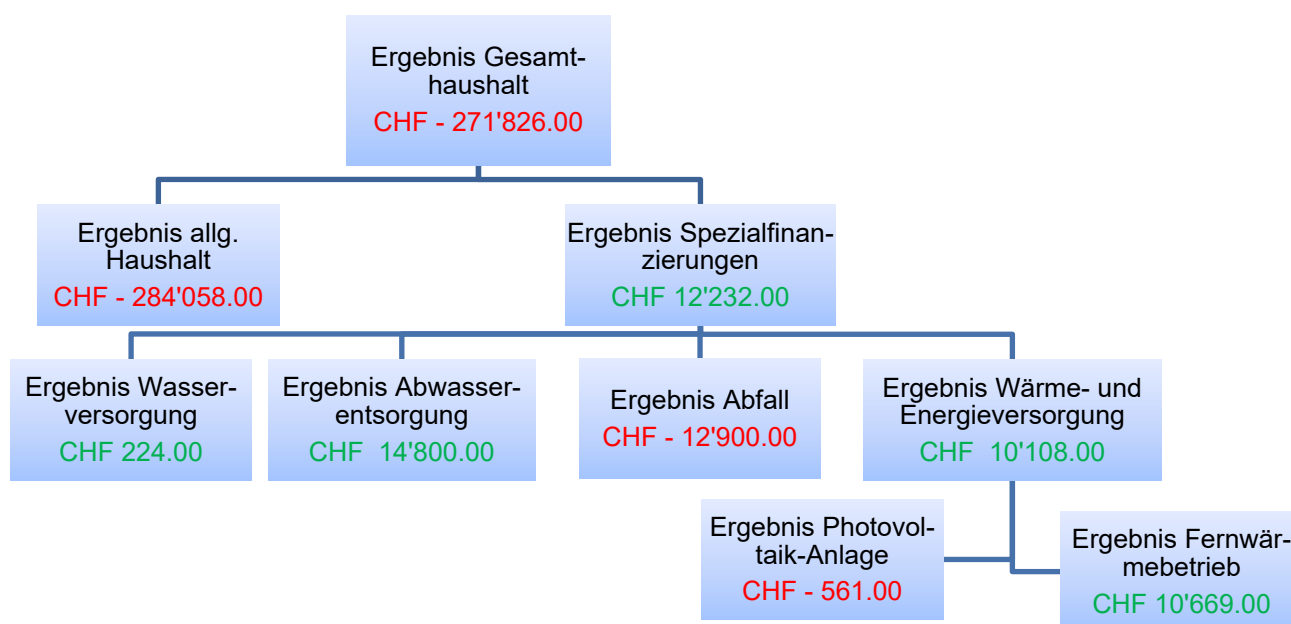 Ergebnis Gesamt-
haushalt
CHF - 271'826.00
Ergebnis allg.
Haushalt
CHF - 284'058.00
Ergebnis Spezialfinan-
zierungen
CHF 12'232.00
Ergebnis Wasser-
versorgung
CHF 224.00
Ergebnis Abwasser-
entsorgung
CHF  14'800.00
Ergebnis Abfall
CHF - 12'900.00
Ergebnis Wärme- und
Energieversorgung
CHF  10'108.00
Ergebnis Photovol-
taik-Anlage
CHF - 561.00
Ergebnis Fernwär-
mebetrieb
CHF 10'669.00